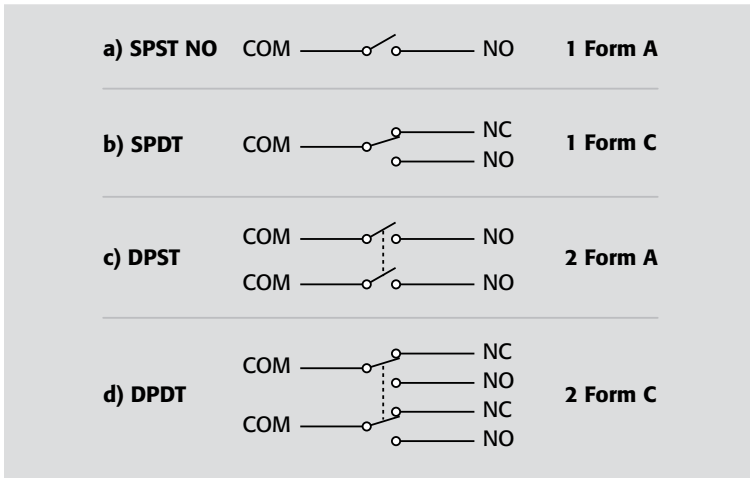 a) SPST NO COM NO 1 Form A
b) SPDT COM NC NO 1 Form C
c) DPST COM NO COM NO 2 Form A
d) DPDT COM NC NO COM NC NO 2 Form C